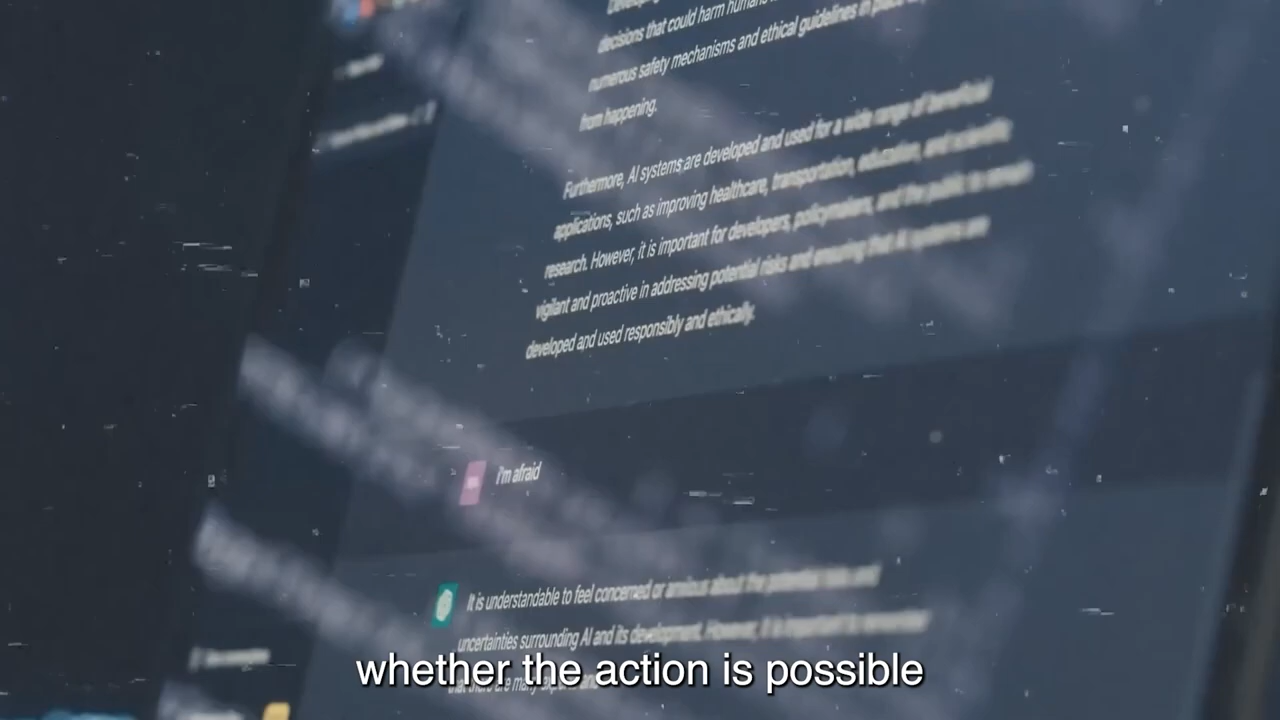 decisions that could harm humans
numerous safety mechanisms and ethical guidelines in place
from happening.
Furthermore, AI systems are developed and used for a wide range of beneficial
applications, such as improving healthcare, transportation, education, and scientific
research. However, it is important for developers, policymakers, and the public to remain
vigilant and proactive in addressing potential risks and ensuring that AI systems are
developed and used responsibly and ethically.
i'm afraid
It is understandable to feel concerned or anxious about the potential risks and
uncertainties surrounding AI and its development. However, it is important to remember
that there are many
whether the action is possible